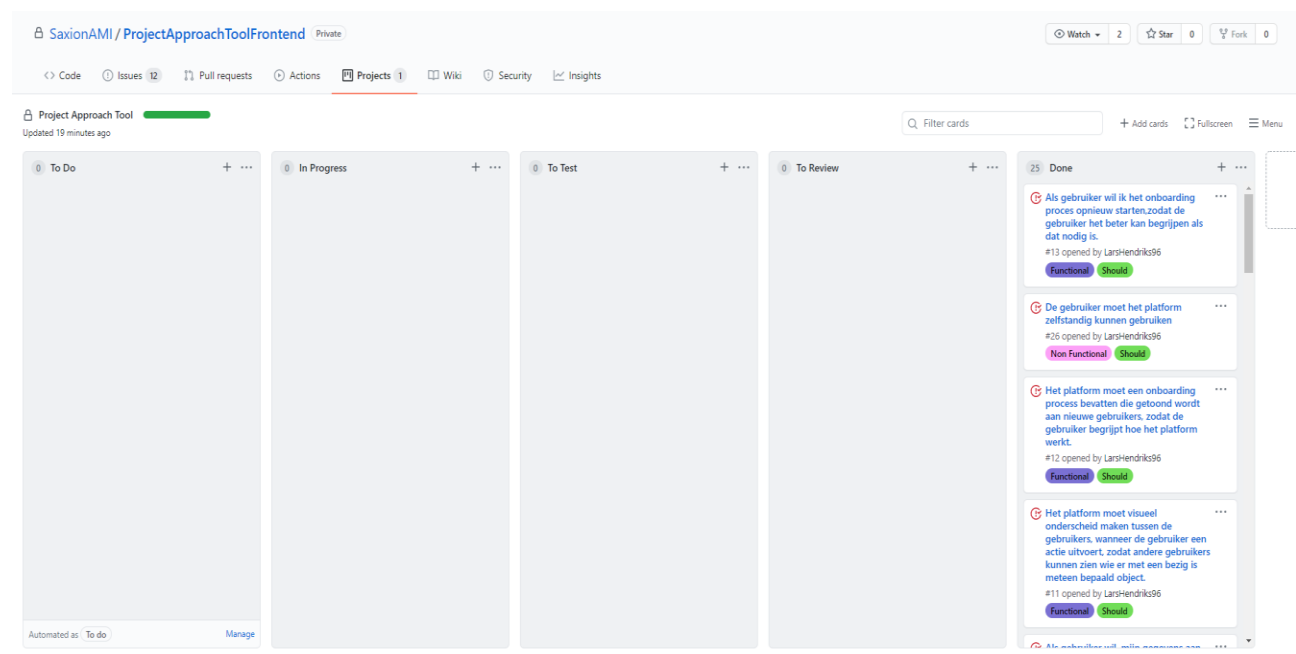 SaxionAMI / ProjectApproachToolFrontend Private
Watch 2 Star 0 Fork 0
Code Issues 12 Pull requests Actions Projects 1 Wiki Security Insights
Project Approach Tool
Updated 19 minutes ago
Filter cards + Add cards Fullscreen Menu
0 To Do + ...
0 In Progress + ...
0 To Test + ...
0 To Review + ...
25 Done + ...
Als gebruiker wil ik het onboarding ...
proces opnieuw starten,zodat de
gebruiker het beter kan begrijpen als
dat nodig is.
#13 opened by LarsHendriks96
Functional Should
De gebruiker moet het platform ...
zelfstandig kunnen gebruiken
#26 opened by LarsHendriks96
Non Functional Should
Het platform moet een onboarding ...
process bevatten die getoond wordt
aan nieuwe gebruikers, zodat de
gebruiker begrijpt hoe het platform
werkt.
#12 opened by LarsHendriks96
Functional Should
Het platform moet visueel ...
onderscheid maken tussen de
gebruikers, wanneer de gebruiker een
actie uitvoert, zodat andere gebruikers
kunnen zien wie er met een bezig is
meteen bepaald object.
#11 opened by LarsHendriks96
Functional Should
Als gebruiker wil, mijn gegevens aan ...
Automated as To do Manage